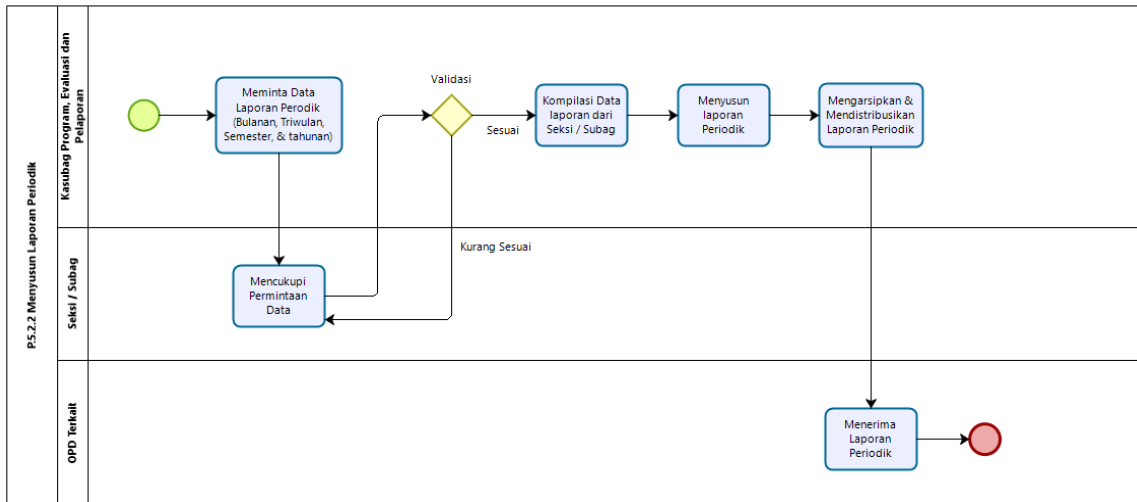 P.5.2.2 Menyusun Laporan Periodik
Kasubag Program, Evaluasi dan
Pelaporan
Meminta Data
Laporan Perodik
(Bulanan, Triwulan,
Semester, & tahunan)
Validasi
Sesuai
Kompilasi Data
laporan dari
Seksi / Subag
Menyusun
laporan
Periodik
Mengarsipkan &
Mendistribusikan
Laporan Periodik
Seksi / Subag
Mencukupi
Permintaan
Data
Kurang Sesuai
OPD Terkait
Menerima
Laporan
Periodik